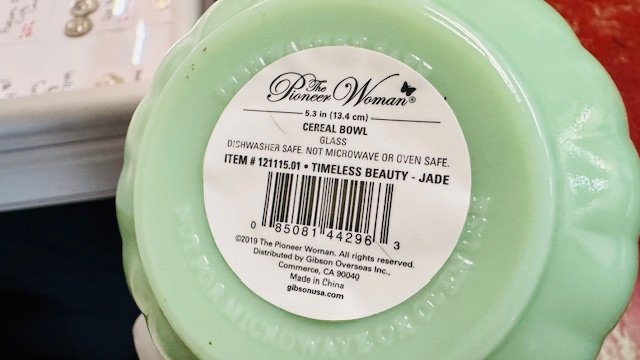 The
Pioneer Woman®
5.3 in (13.4 cm)
CEREAL BOWL
GLASS
DISHWASHER SAFE. NOT MICROWAVE OR OVEN SAFE.
ITEM # 121115.01 • TIMELESS BEAUTY - JADE
0 85081 44296 3
©2019 The Pioneer Woman. All rights reserved.
Distributed by Gibson Overseas Inc.,
Commerce, CA 90040
Made in China
gibsonusa.com